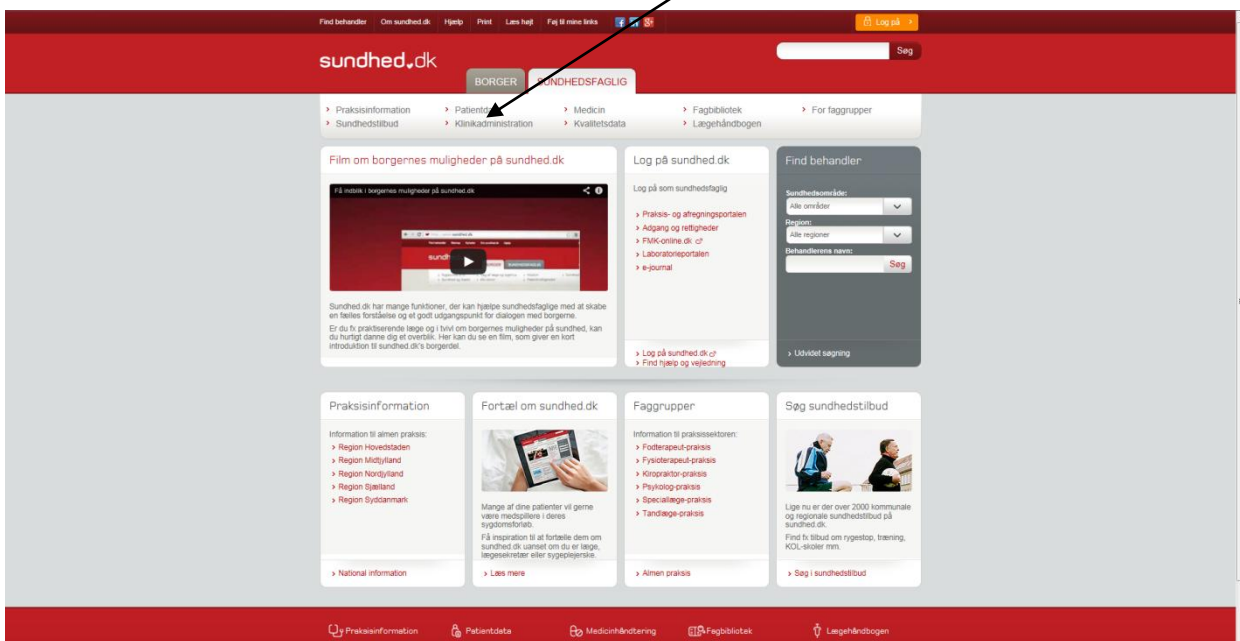 Find behandler Om sundhed.dk Hjælp Print Læs højt Føj til mine links
Log på
sundhed.dk
Søg
BORGER
SUNDHEDSFAGLIG
Praksisinformation
Patientdata
Medicin
Fagbibliotek
For faggrupper
Sundhedstilbud
Klinikadministration
Kvalitetsdata
Lægehåndbogen
Film om borgernes muligheder på sundhed.dk
Få indblik i borgernes muligheder på sundhed.dk
Sundhed.dk har mange funktioner, der kan hjælpe sundhedsfaglige med at skabe
en fælles forståelse og et godt udgangspunkt for dialogen med borgerne.
Er du fx praktiserende læge og i tvivl om borgernes muligheder på sundhed, kan
du hurtigt danne dig et overblik. Her kan du se en film, som giver en kort
introduktion til sundhed.dk's borgerdel.
Log på sundhed.dk
Log på som sundhedsfaglig
Praksis- og afregningsportalen
Adgang og rettigheder
FMK-online.dk
Laboratorieportalen
e-journal
Log på sundhed.dk
Find hjælp og vejledning
Find behandler
Sundhedsområde:
Alle områder
Region:
Alle regioner
Behandlerens navn:
Søg
Udvidet søgning
Praksisinformation
Information til almen praksis:
Region Hovedstaden
Region Midtjylland
Region Nordjylland
Region Sjælland
Region Syddanmark
National information
Fortæl om sundhed.dk
Mange af dine patienter vil gerne
være medspillere i deres
sygdomsforløb.
Få inspiration til at fortælle dem om
sundhed.dk uanset om du er læge,
lægesekretær eller sygeplejerske.
Læs mere
Faggrupper
Information til praksissektoren:
Fodterapeut-praksis
Fysioterapeut-praksis
Kiropraktor-praksis
Psykolog-praksis
Speciallæge-praksis
Tandlæge-praksis
Almen praksis
Søg sundhedstilbud
Lige nu er der over 2000 kommunale
og regionale sundhedstilbud på
sundhed.dk.
Find fx tilbud om rygestop, træning,
KOL-skoler mm.
Søg i sundhedstilbud
Praksisinformation
Patientdata
Medicinhåndtering
Fagbibliotek
Lægehåndbogen